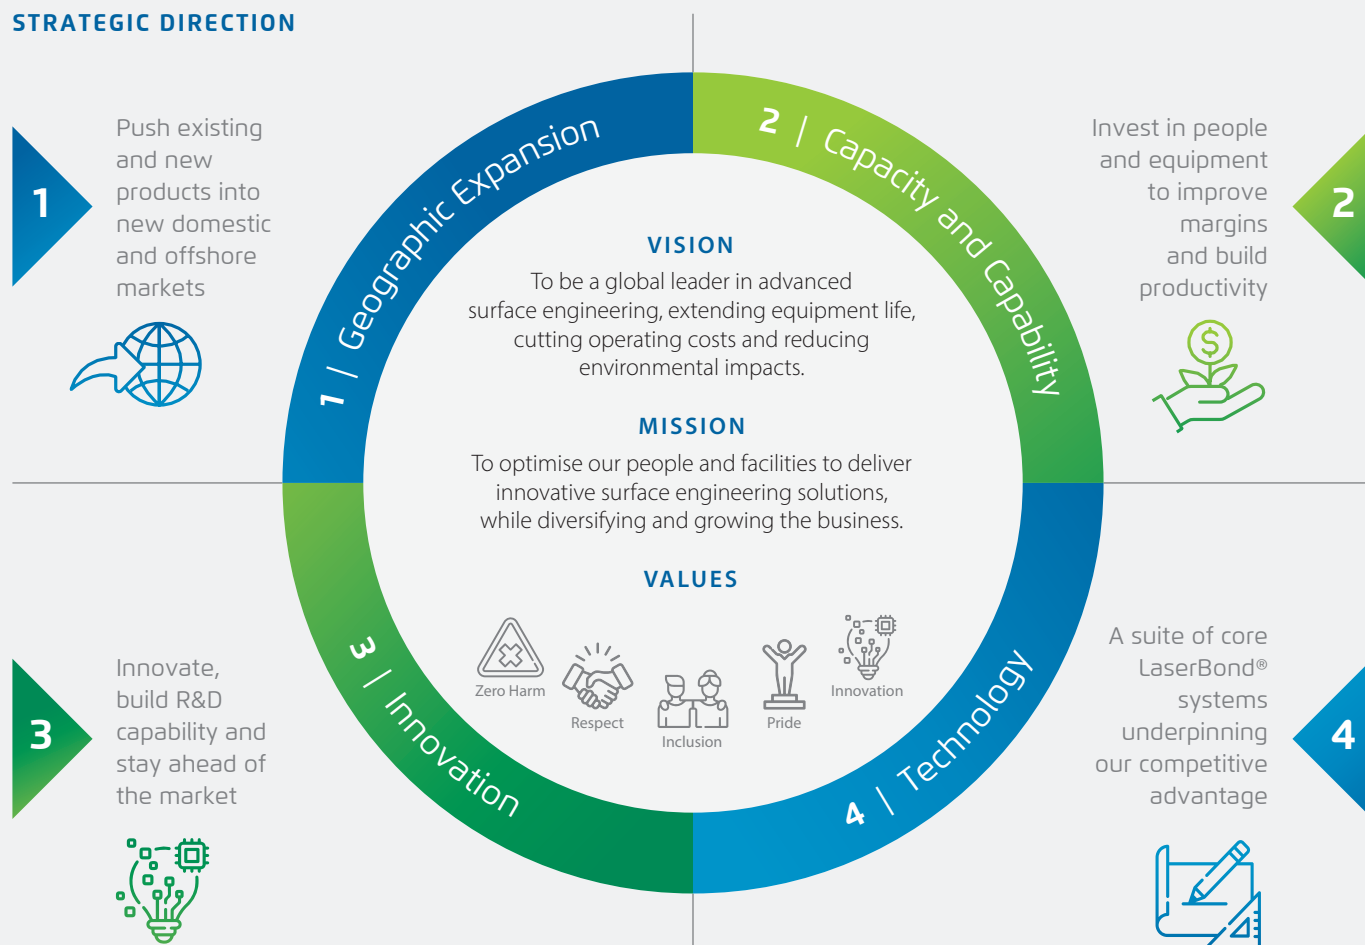 STRATEGIC DIRECTION
1
Push existing
and new
products into
new domestic
and offshore
markets
1 | Geographic Expansion
2 | Capacity and Capability
Invest in people
and equipment
to improve
margins
and build
productivity
2
$
VISION
To be a global leader in advanced
surface engineering, extending equipment life,
cutting operating costs and reducing
environmental impacts.
MISSION
To optimise our people and facilities to deliver
innovative surface engineering solutions,
while diversifying and growing the business.
VALUES
Zero Harm
Respect
Inclusion
Pride
Innovation
3
Innovate,
build R&D
capability and
stay ahead of
the market
3 | Innovation
4 | Technology
A suite of core
LaserBond®
systems
underpinning
our competitive
advantage
4